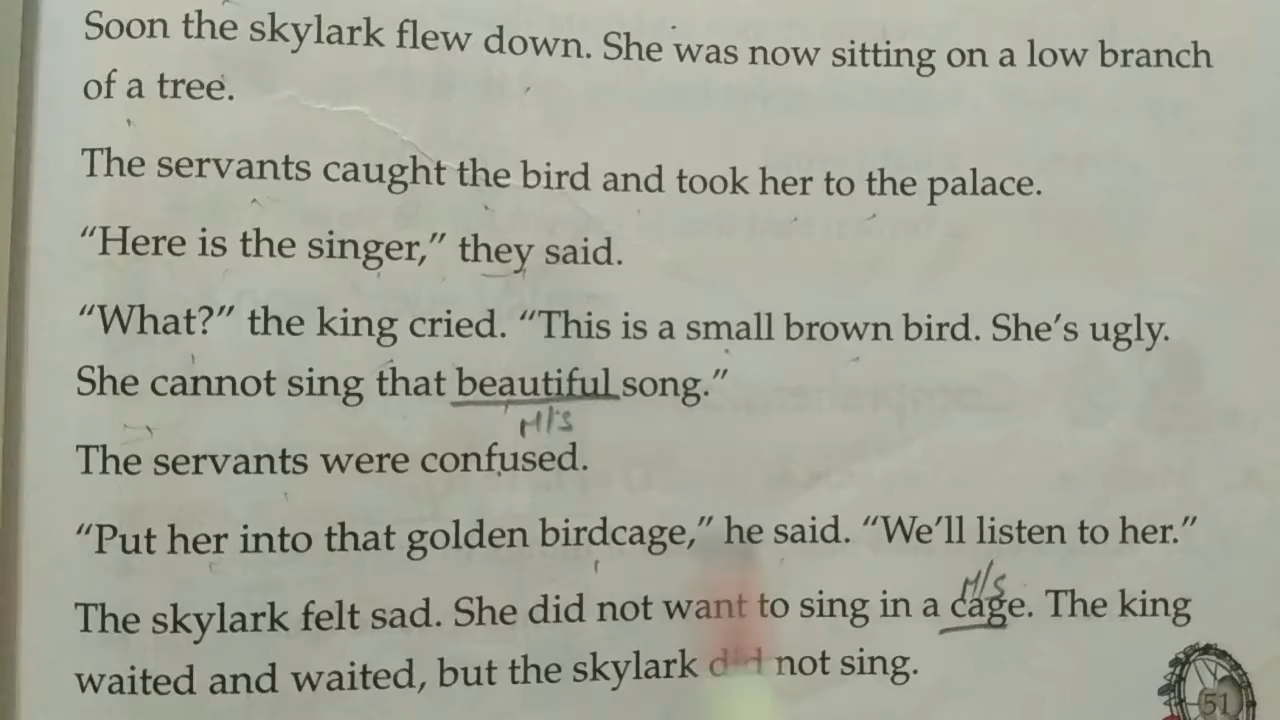 Soon the skylark flew down. She was now sitting on a low branch
of a tree.
The servants caught the bird and took her to the palace.
“Here is the singer,” they said.
“What?” the king cried. “This is a small brown bird. She’s ugly.
She cannot sing that beautiful song.”
M/S
The servants were confused.
“Put her into that golden birdcage,” he said. “We’ll listen to her.”
M/S
The skylark felt sad. She did not want to sing in a cage. The king
waited and waited, but the skylark did not sing.
51